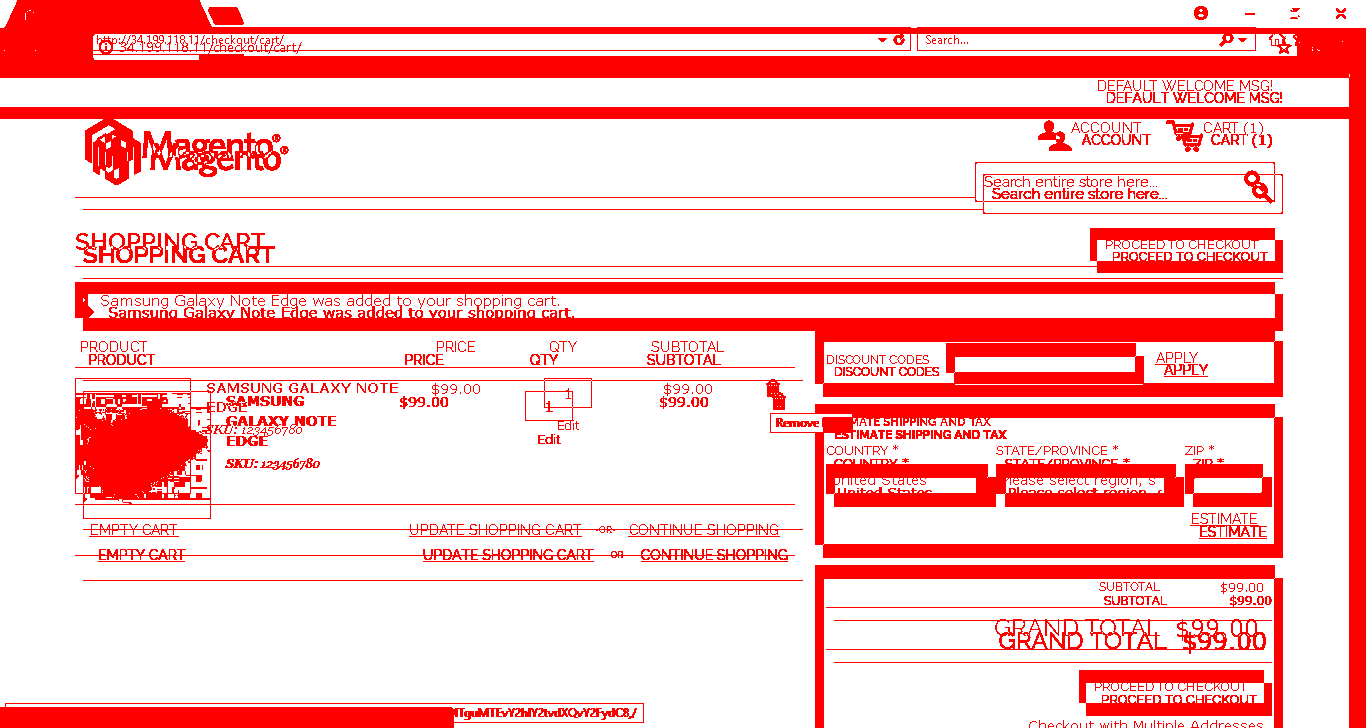 http://34.199.118.11/checkout/cart/
34.199.118.11/checkout/cart/
Search...
DEFAULT WELCOME MSG!
DEFAULT WELCOME MSG!
ACCOUNT CART (1)
ACCOUNT CART (1)
Magento®
Magento®
Search entire store here...
Search entire store here...
SHOPPING CART
SHOPPING CART
PROCEED TO CHECKOUT
PROCEED TO CHECKOUT
Samsung Galaxy Note Edge was added to your shopping cart.
Samsung Galaxy Note Edge was added to your shopping cart.
PRODUCT PRICE QTY SUBTOTAL
PRODUCT PRICE QTY SUBTOTAL
SAMSUNG GALAXY NOTE EDGE $99.00 1 $99.00
SAMSUNG GALAXY NOTE EDGE $99.00 1 $99.00
SKU: 123456780
SKU: 123456780
Edit
Edit
Remove
EMPTY CART UPDATE SHOPPING CART -OR- CONTINUE SHOPPING
EMPTY CART UPDATE SHOPPING CART OR CONTINUE SHOPPING
DISCOUNT CODES APPLY
DISCOUNT CODES APPLY
SHIPPING AND TAX
ESTIMATE SHIPPING AND TAX
COUNTRY * STATE/PROVINCE * ZIP *
COUNTRY * STATE/PROVINCE * ZIP *
United States Please select region, s
United States Please select region, s
ESTIMATE
ESTIMATE
SUBTOTAL $99.00
SUBTOTAL $99.00
GRAND TOTAL $99.00
GRAND TOTAL $99.00
PROCEED TO CHECKOUT
PROCEED TO CHECKOUT
Checkout with Multiple Addresses